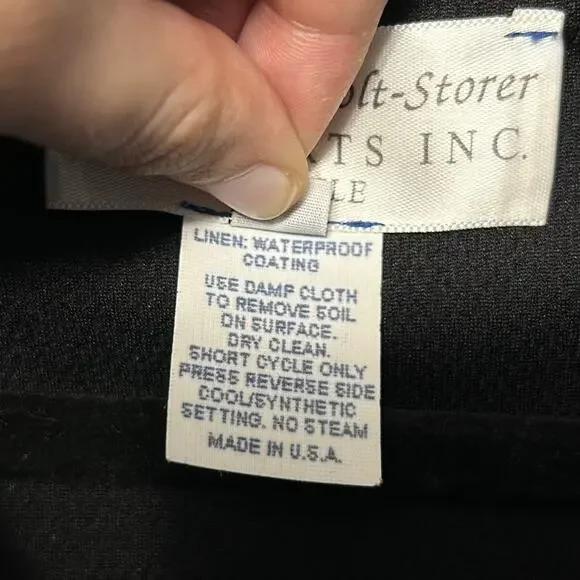 olt-Storer
RTS INC.
LE
LINEN: WATERPROOF
COATING
USE DAMP CLOTH
TO REMOVE SOIL
ON SURFACE.
DRY CLEAN.
SHORT CYCLE ONLY
PRESS REVERSE SIDE
COOL/SYNTHETIC
SETTING. NO STEAM
MADE IN U.S.A.